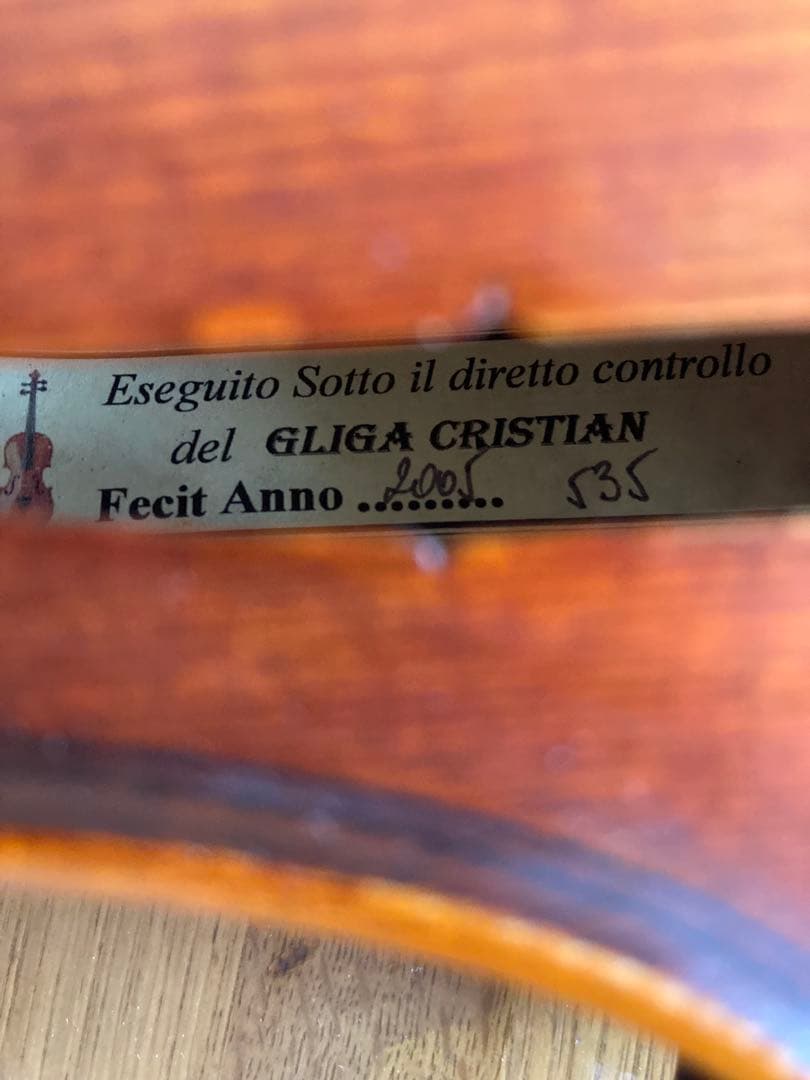 Eseguito Sotto il diretto controllo
del GLIGA CRISTIAN
Fecit Anno ..2005.. 535